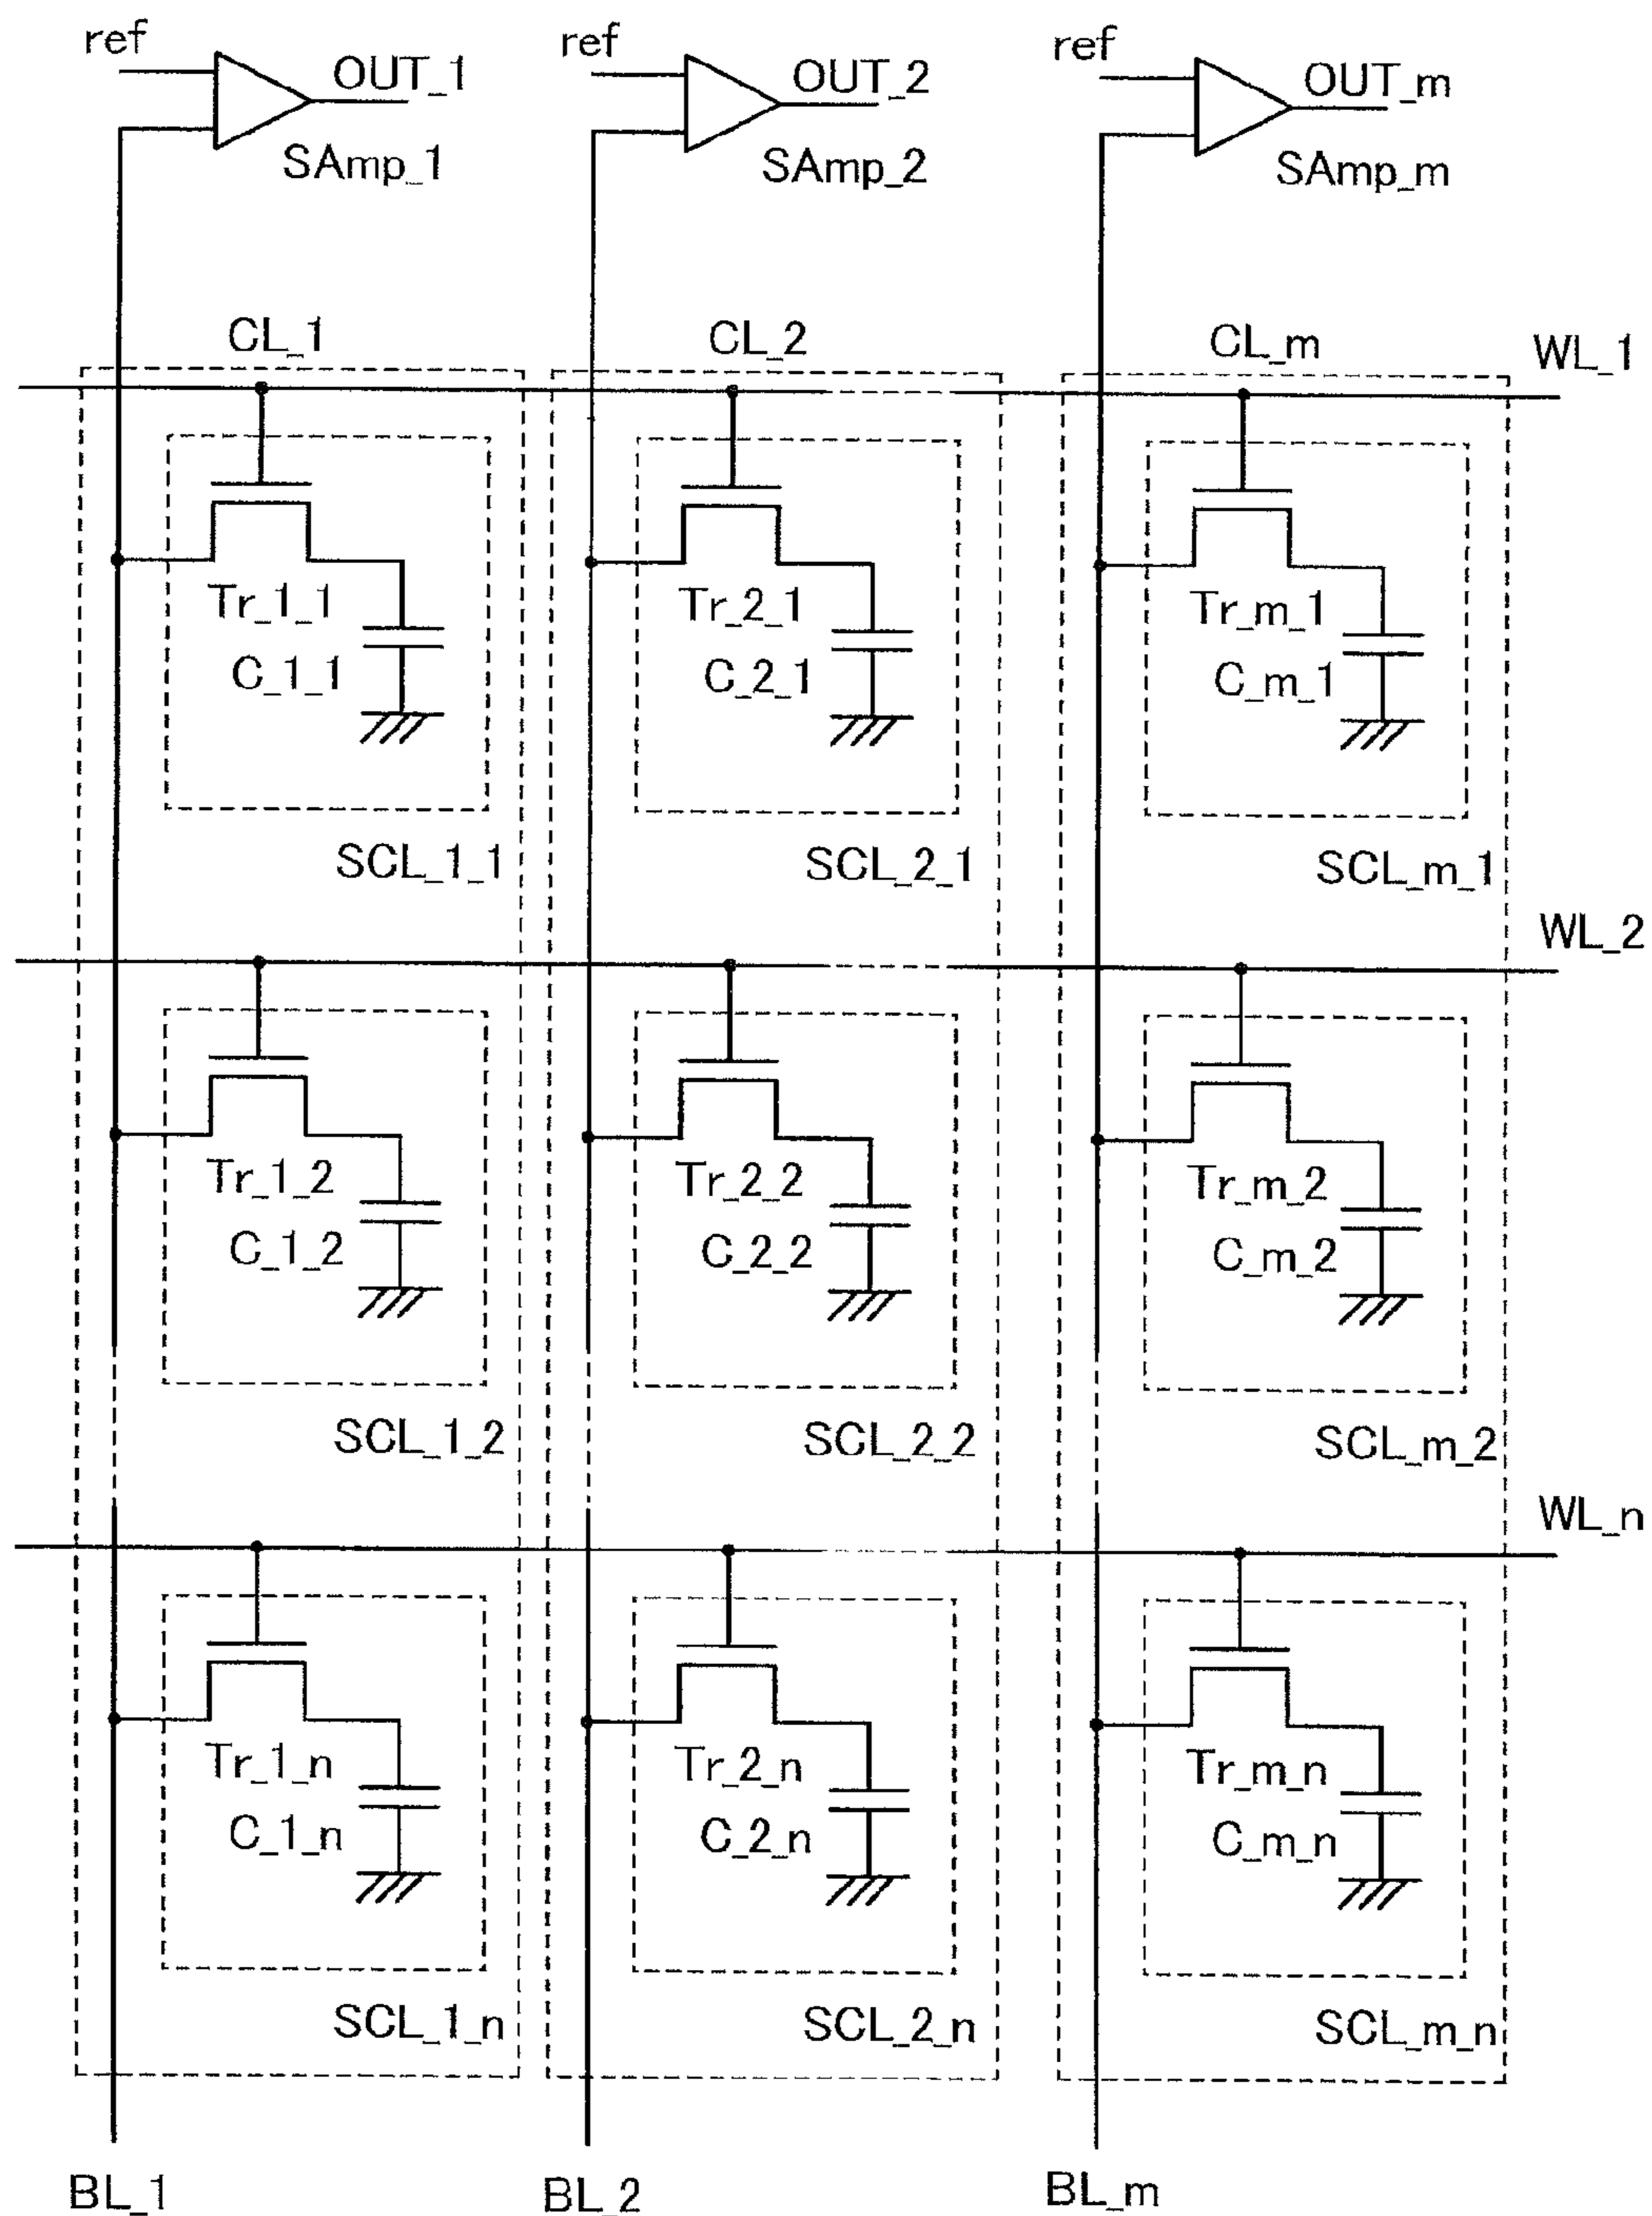 ref OUT_1 ref OUT_2 ref OUT_m
SAmp_1 SAmp_2 SAmp_m
CL_1 CL_2 CL_m WL_1
Tr_1_1 Tr_2_1 Tr_m_1
C_1_1 C_2_1 C_m_1
SCL_1_1 SCL_2_1 SCL_m_1
WL_2
Tr_1_2 Tr_2_2 Tr_m_2
C_1_2 C_2_2 C_m_2
SCL_1_2 SCL_2_2 SCL_m_2
WL_n
Tr_1_n Tr_2_n Tr_m_n
C_1_n C_2_n C_m_n
SCL_1_n SCL_2_n SCL_m_n
BL_1 BL_2 BL_m